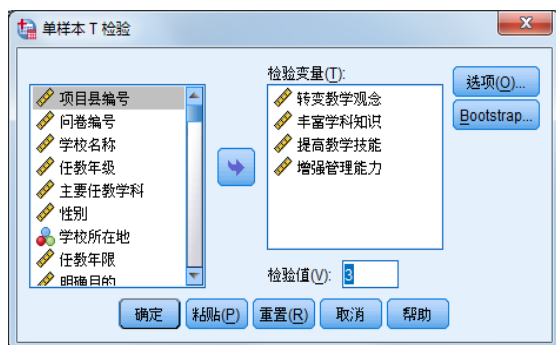 单样本 T 检验
检验变量(T):
项目县编号
问卷编号
学校名称
任教年级
主要任教学科
性别
学校所在地
任教年限
明确目的
转变教学观念
丰富学科知识
提高教学技能
增强管理能力
选项(O)...
Bootstrap...
检验值(V): 3
确定 粘贴(P) 重置(R) 取消 帮助